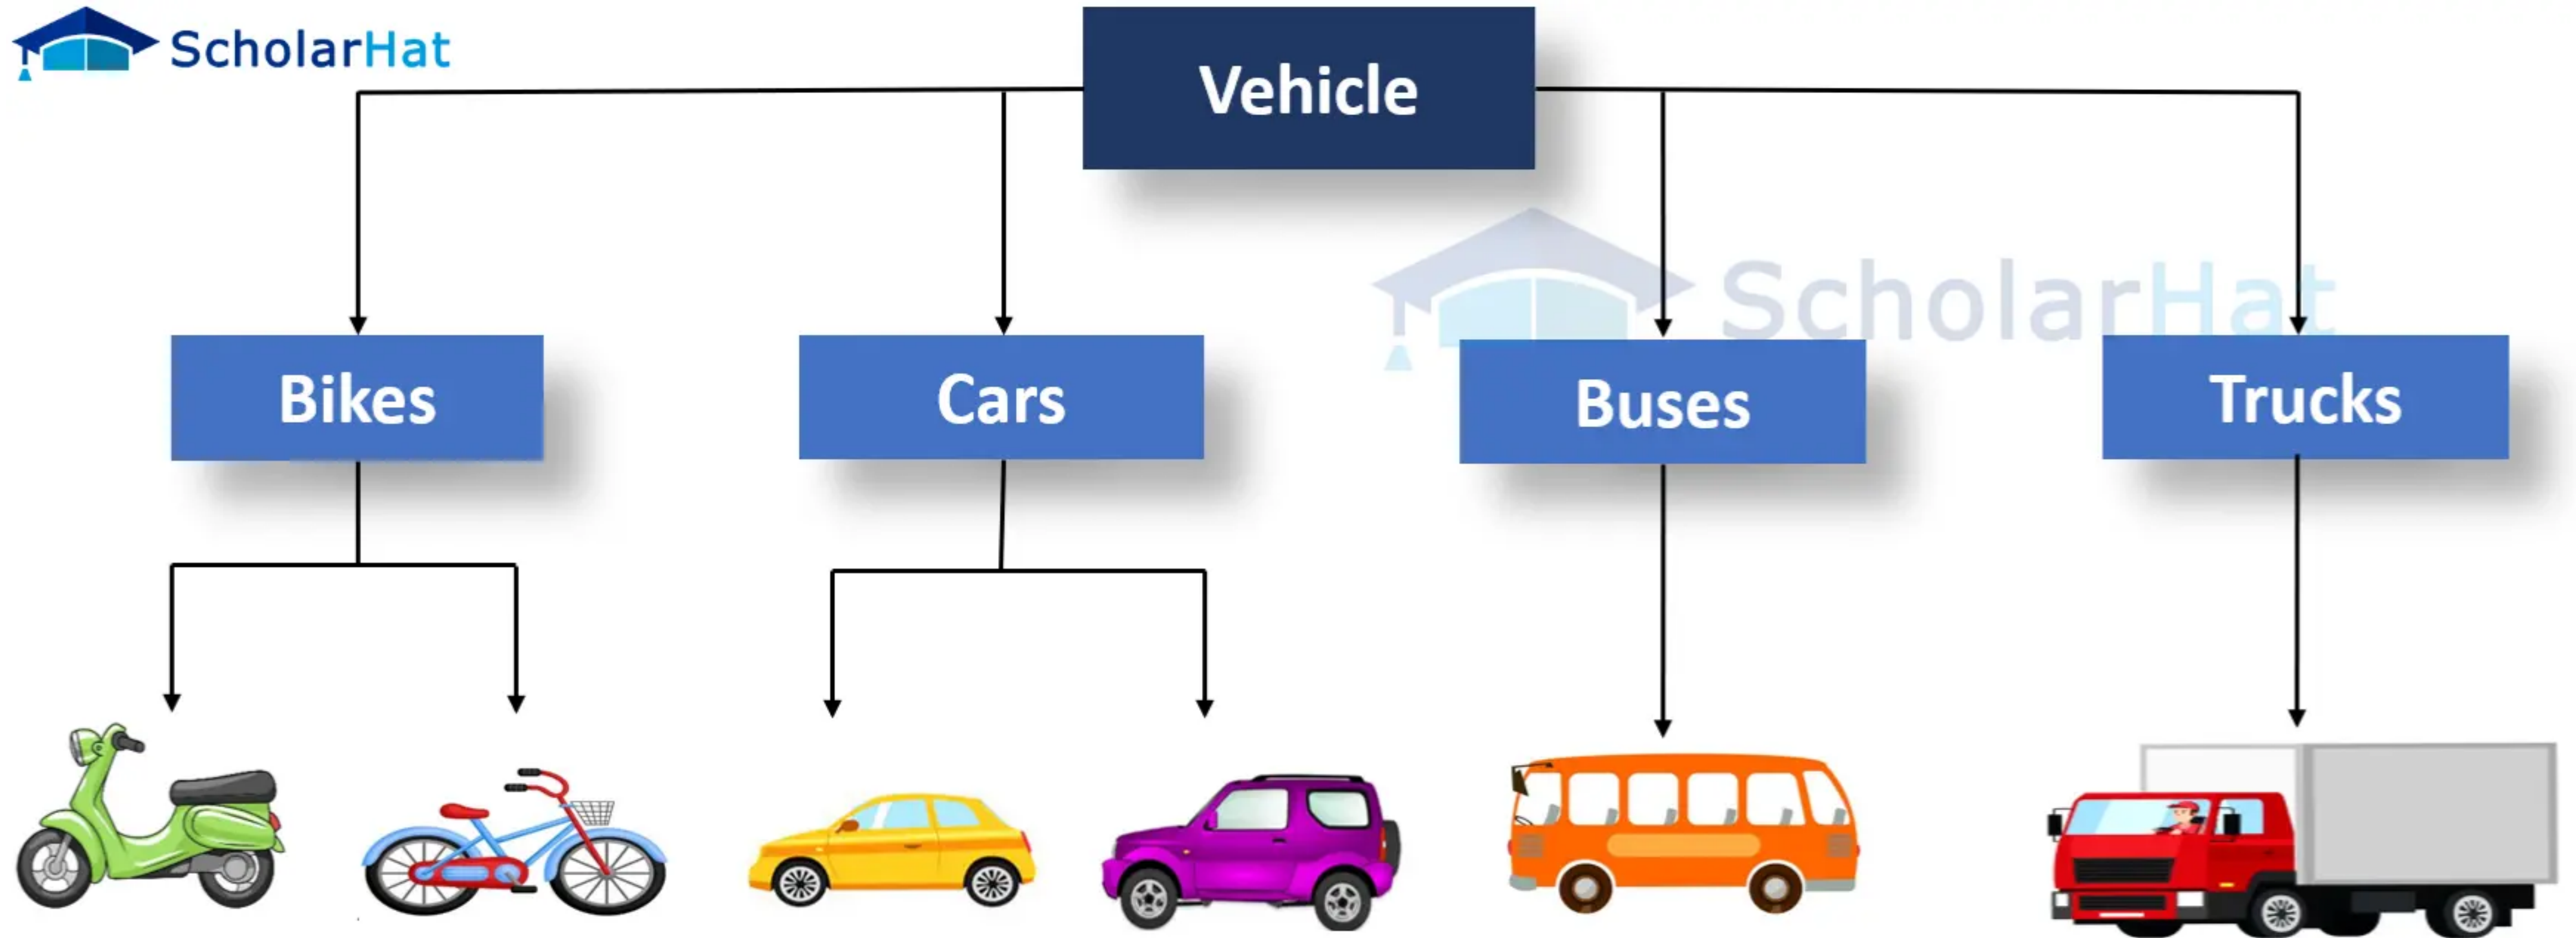 ScholarHat
Vehicle
ScholarHat
Bikes
Cars
Buses
Trucks